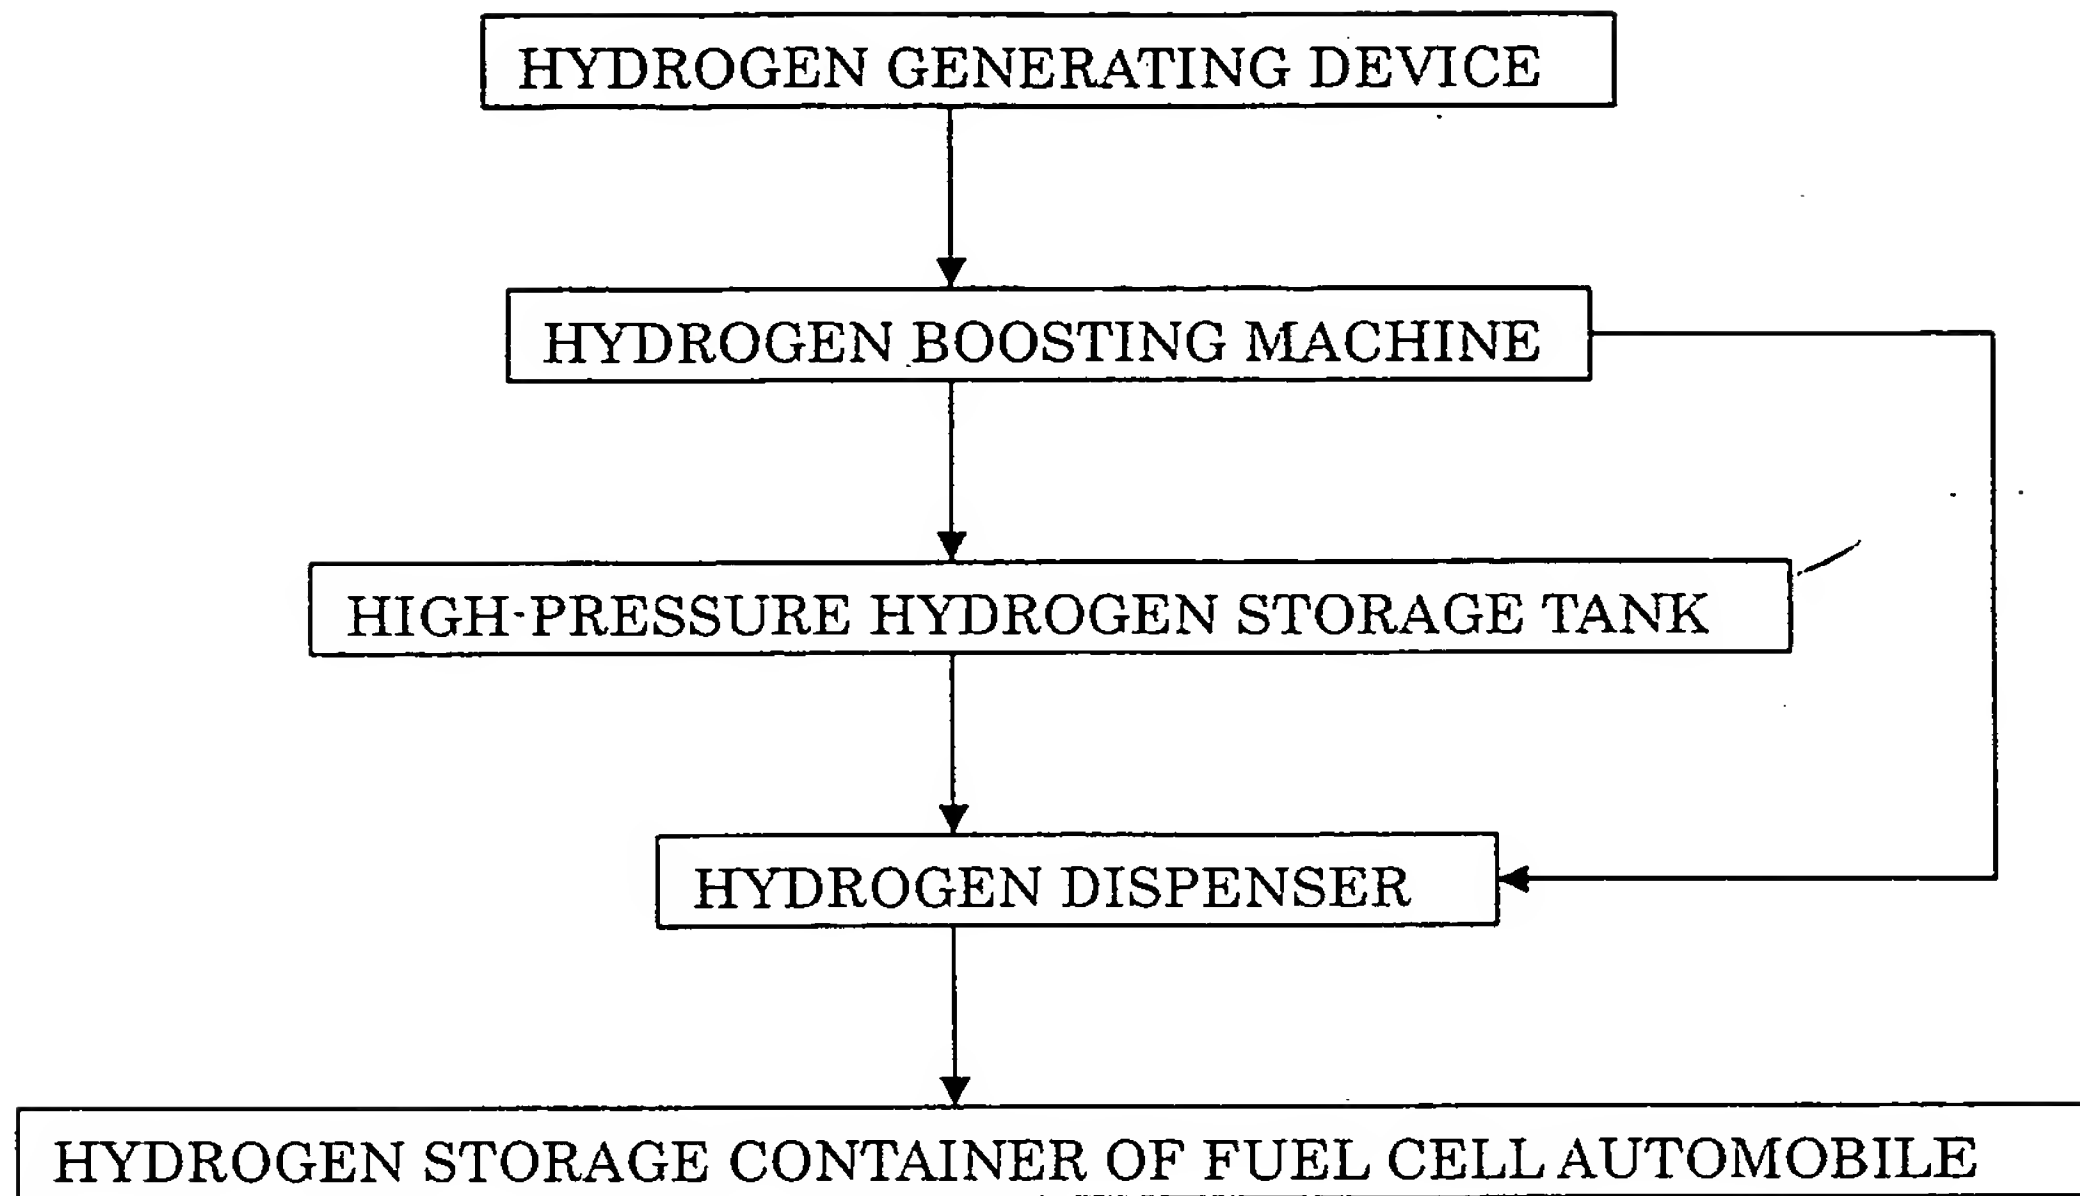 HYDROGEN GENERATING DEVICE
HYDROGEN BOOSTING MACHINE
HIGH-PRESSURE HYDROGEN STORAGE TANK
HYDROGEN DISPENSER
HYDROGEN STORAGE CONTAINER OF FUEL CELL AUTOMOBILE